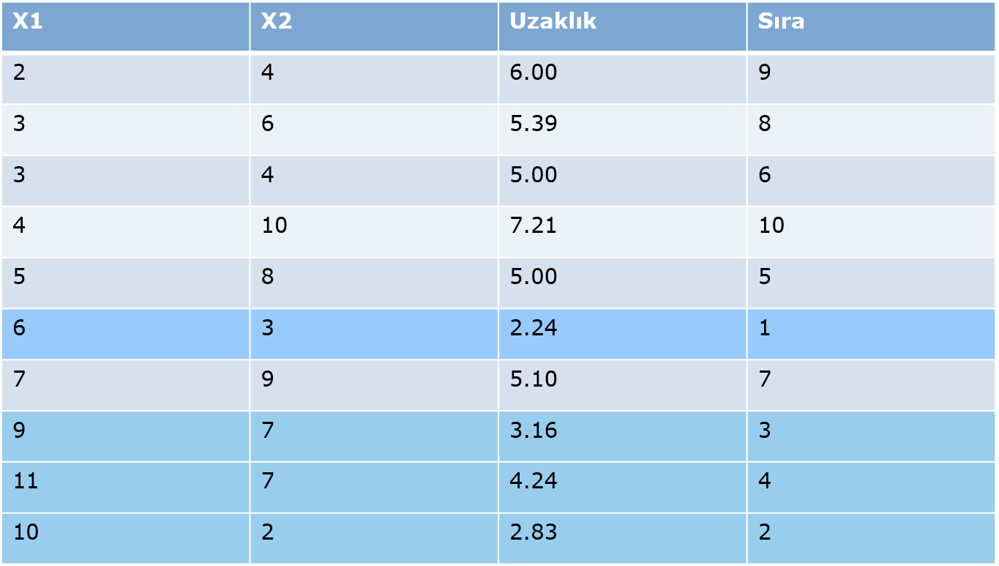 X1 X2 Uzaklık Sıra
2 4 6.00 9
3 6 5.39 8
3 4 5.00 6
4 10 7.21 10
5 8 5.00 5
6 3 2.24 1
7 9 5.10 7
9 7 3.16 3
11 7 4.24 4
10 2 2.83 2